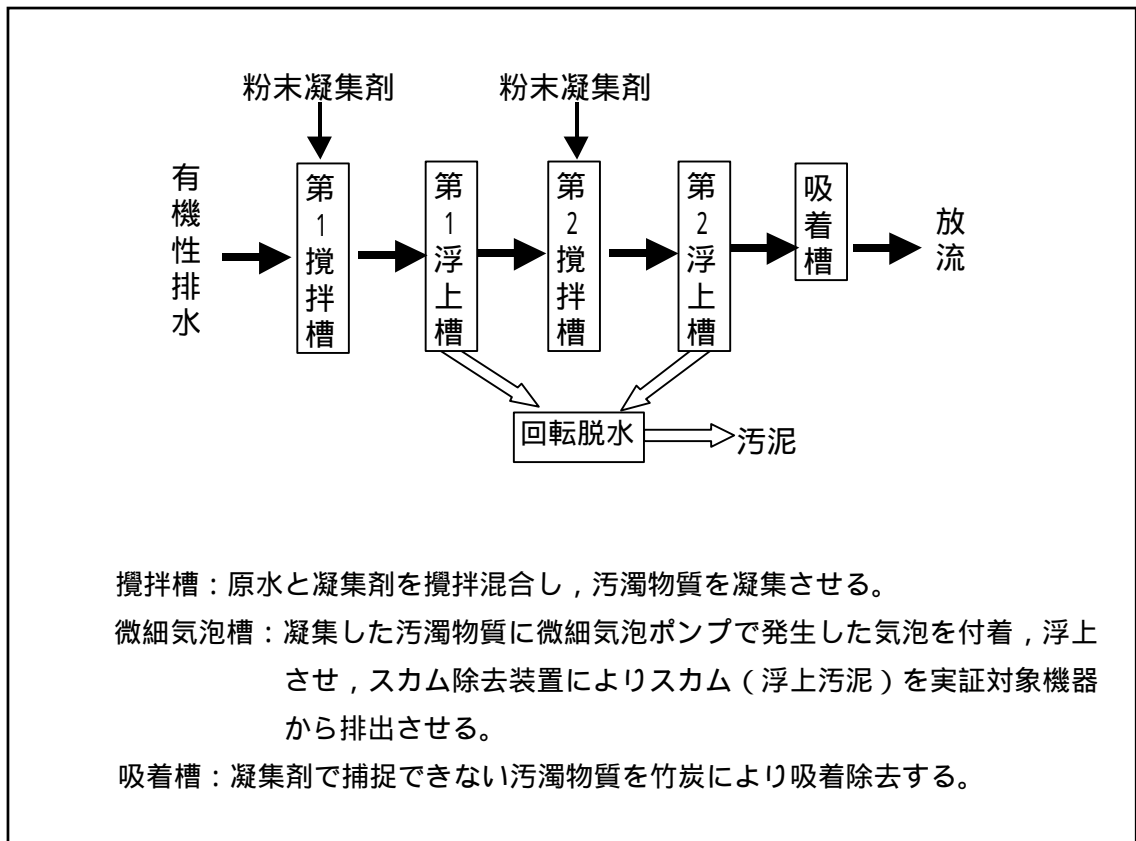 粉末凝集剤
粉末凝集剤
有機性排水
第1撹拌槽
第1浮上槽
第2撹拌槽
第2浮上槽
吸着槽
放流
回転脱水
汚泥
攪拌槽：原水と凝集剤を攪拌混合し，汚濁物質を凝集させる。
微細気泡槽：凝集した汚濁物質に微細気泡ポンプで発生した気泡を付着，浮上
させ，スカム除去装置によりスカム（浮上汚泥）を実証対象機器
から排出させる。
吸着槽：凝集剤で捕捉できない汚濁物質を竹炭により吸着除去する。